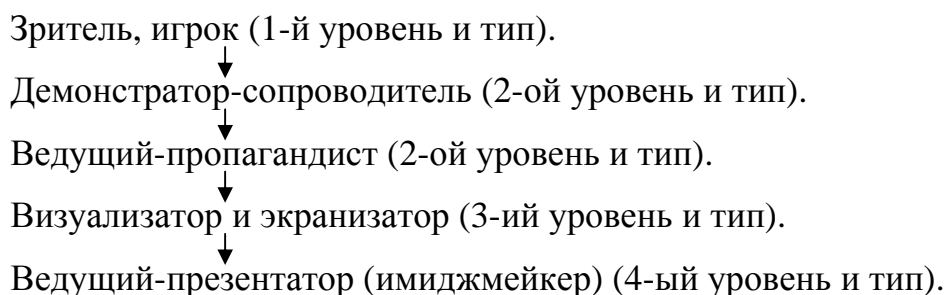 Зритель, игрок (1-й уровень и тип).
Демонстратор-сопроводитель (2-ой уровень и тип).
Ведущий-пропагандист (2-ой уровень и тип).
Визуализатор и экранизатор (3-ий уровень и тип).
Ведущий-презентатор (имиджмейкер) (4-ый уровень и тип).